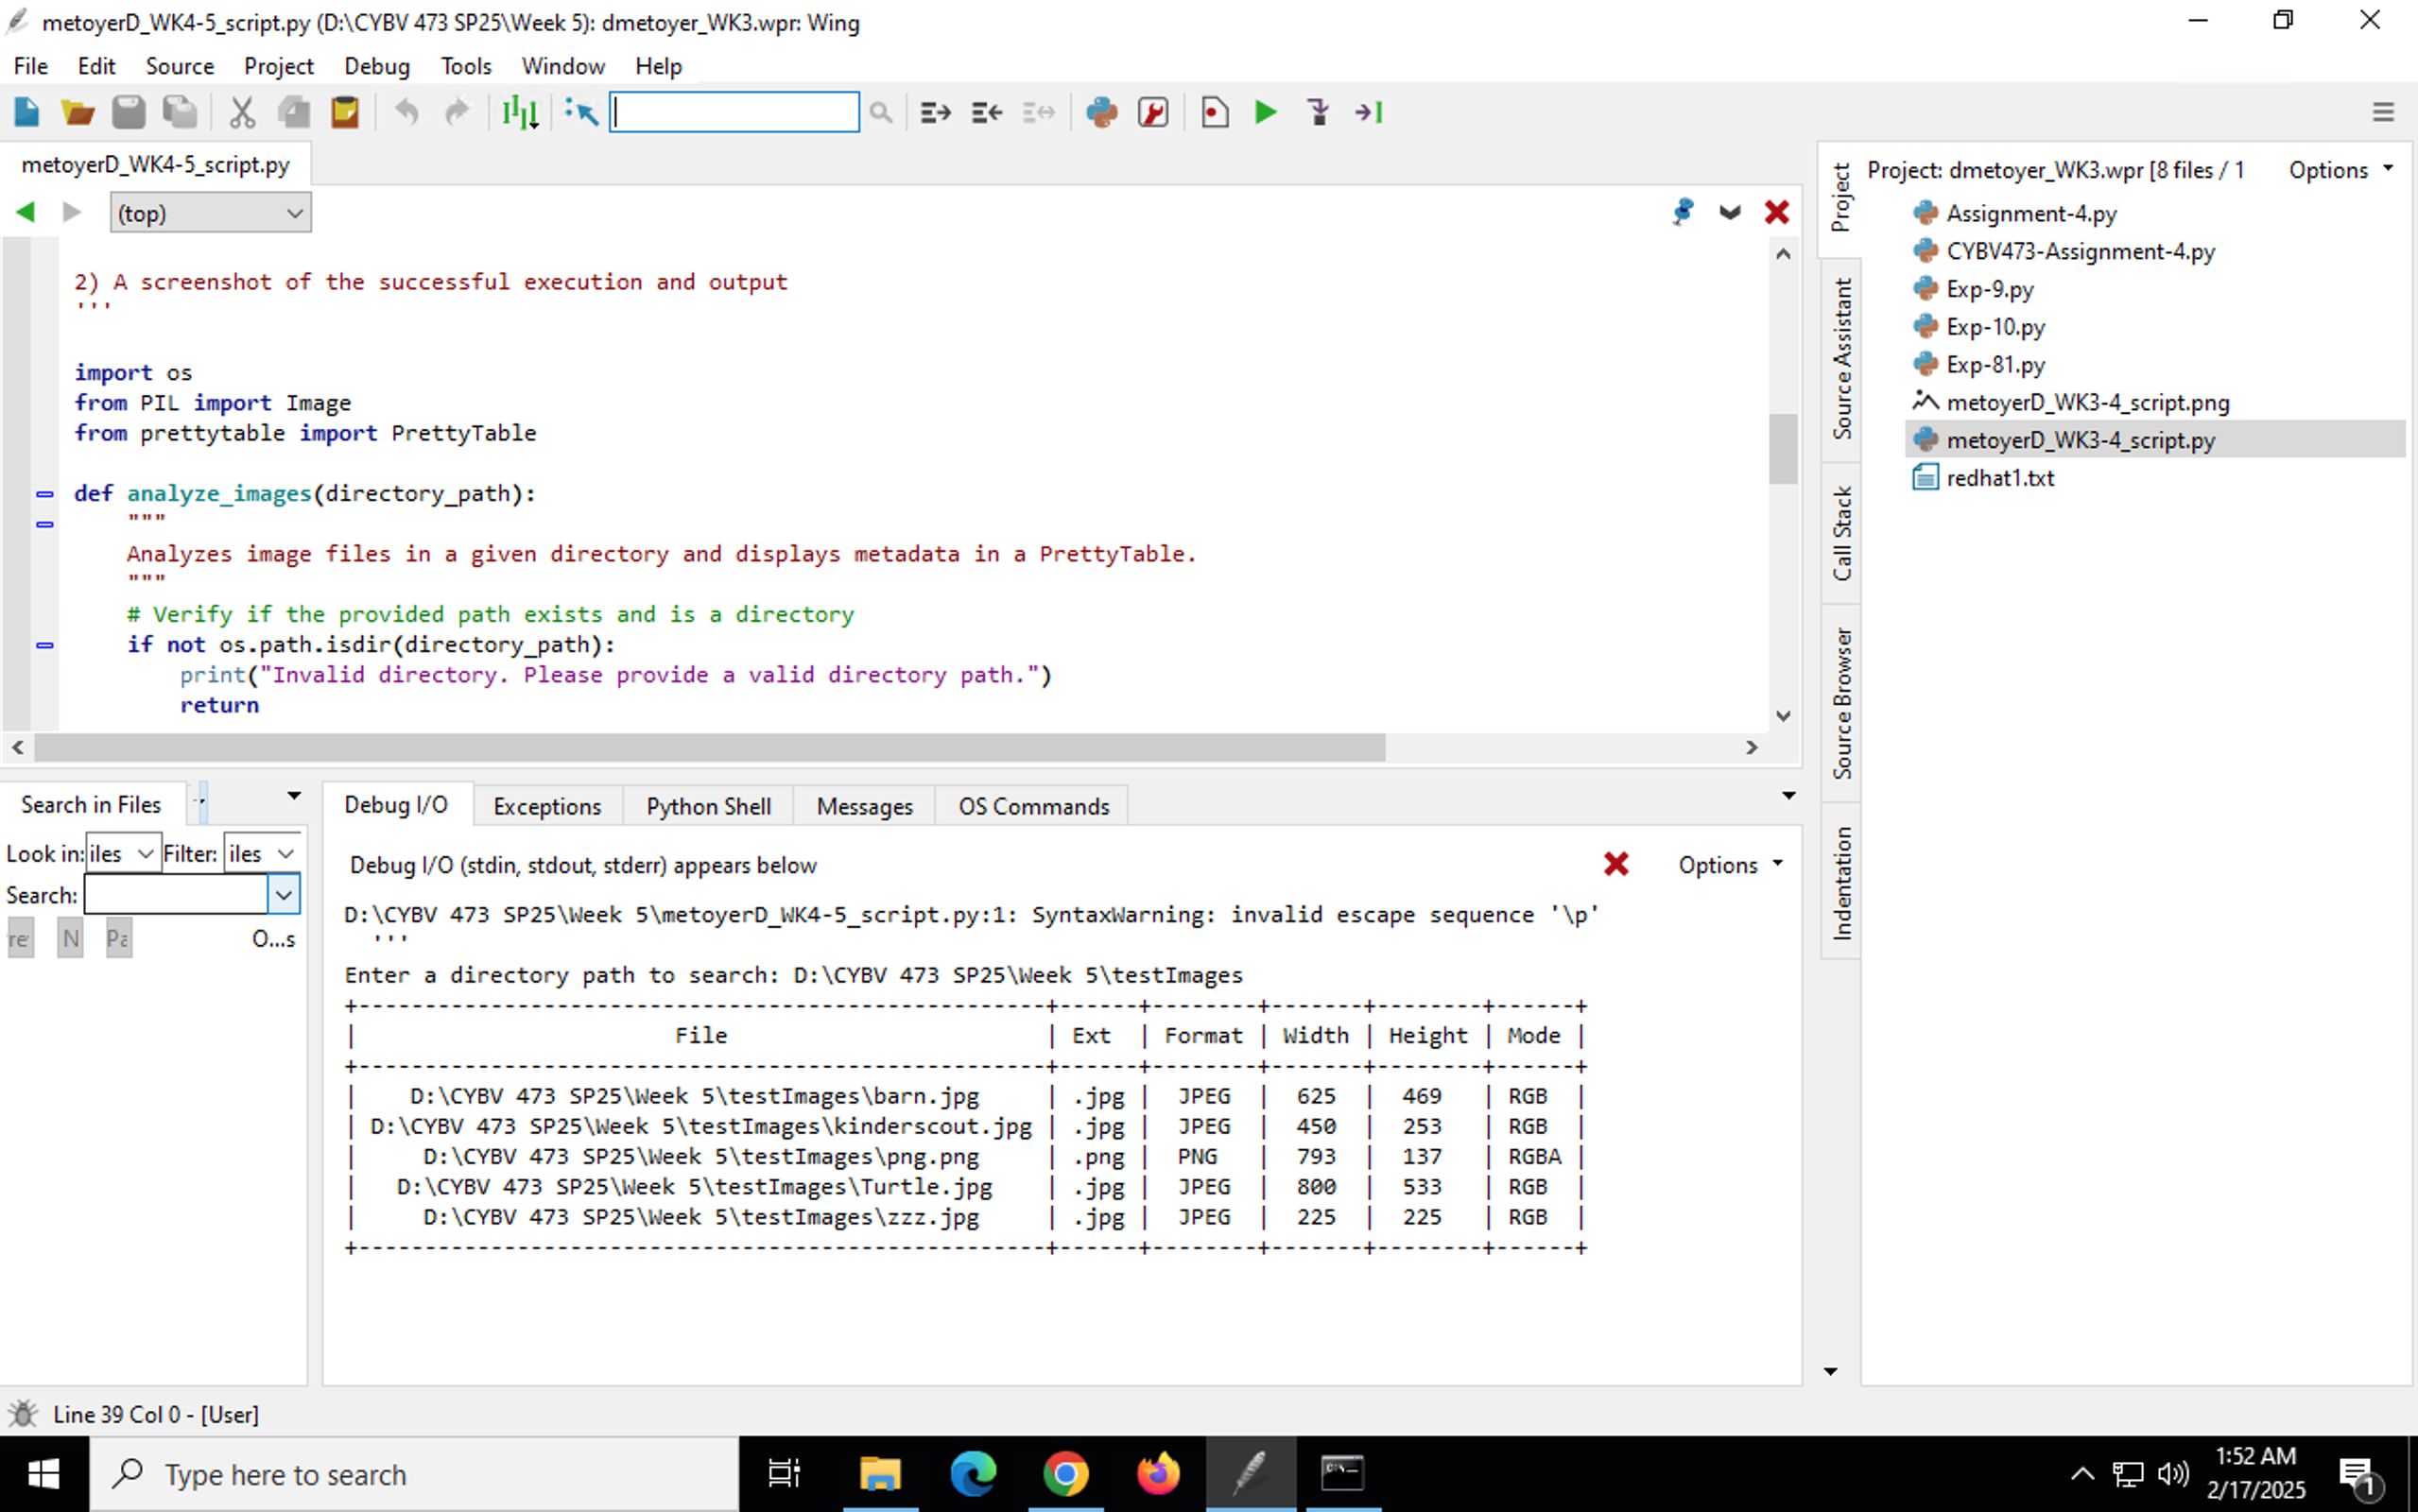 metoyerD_WK4-5_script.py (D:\CYBV 473 SP25\Week 5): dmetoyer_WK3.wpr: Wing
File Edit Source Project Debug Tools Window Help
metoyerD_WK4-5_script.py
(top)
2) A screenshot of the successful execution and output
'''
import os
from PIL import Image
from prettytable import PrettyTable
def analyze_images(directory_path):
"""
Analyzes image files in a given directory and displays metadata in a PrettyTable.
"""
# Verify if the provided path exists and is a directory
if not os.path.isdir(directory_path):
print("Invalid directory. Please provide a valid directory path.")
return
Project
Source Assistant
Call Stack
Source Browser
Indentation
Project: dmetoyer_WK3.wpr [8 files / 1 Options
Assignment-4.py
CYBV473-Assignment-4.py
Exp-9.py
Exp-10.py
Exp-81.py
metoyerD_WK3-4_script.png
metoyerD_WK3-4_script.py
redhat1.txt
Search in Files
Look in: iles Filter: iles
Search:
re N Pa O...s
Debug I/O Exceptions Python Shell Messages OS Commands
Debug I/O (stdin, stdout, stderr) appears below Options
D:\CYBV 473 SP25\Week 5\metoyerD_WK4-5_script.py:1: SyntaxWarning: invalid escape sequence '\p'
'''
Enter a directory path to search: D:\CYBV 473 SP25\Week 5\testImages
+----------------------------------------------------+------+--------+-------+--------+------+
| File | Ext | Format | Width | Height | Mode |
+----------------------------------------------------+------+--------+-------+--------+------+
| D:\CYBV 473 SP25\Week 5\testImages\barn.jpg | .jpg | JPEG | 625 | 469 | RGB |
| D:\CYBV 473 SP25\Week 5\testImages\kinderscout.jpg | .jpg | JPEG | 450 | 253 | RGB |
| D:\CYBV 473 SP25\Week 5\testImages\png.png | .png | PNG | 793 | 137 | RGBA |
| D:\CYBV 473 SP25\Week 5\testImages\Turtle.jpg | .jpg | JPEG | 800 | 533 | RGB |
| D:\CYBV 473 SP25\Week 5\testImages\zzz.jpg | .jpg | JPEG | 225 | 225 | RGB |
+----------------------------------------------------+------+--------+-------+--------+------+
Line 39 Col 0 - [User]
Type here to search
1:52 AM
2/17/2025
1